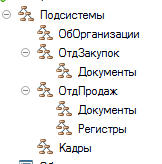 Подсистемы
ОбОрганизации
ОтдЗакупок
Документы
ОтдПродаж
Документы
Регистры
Кадры